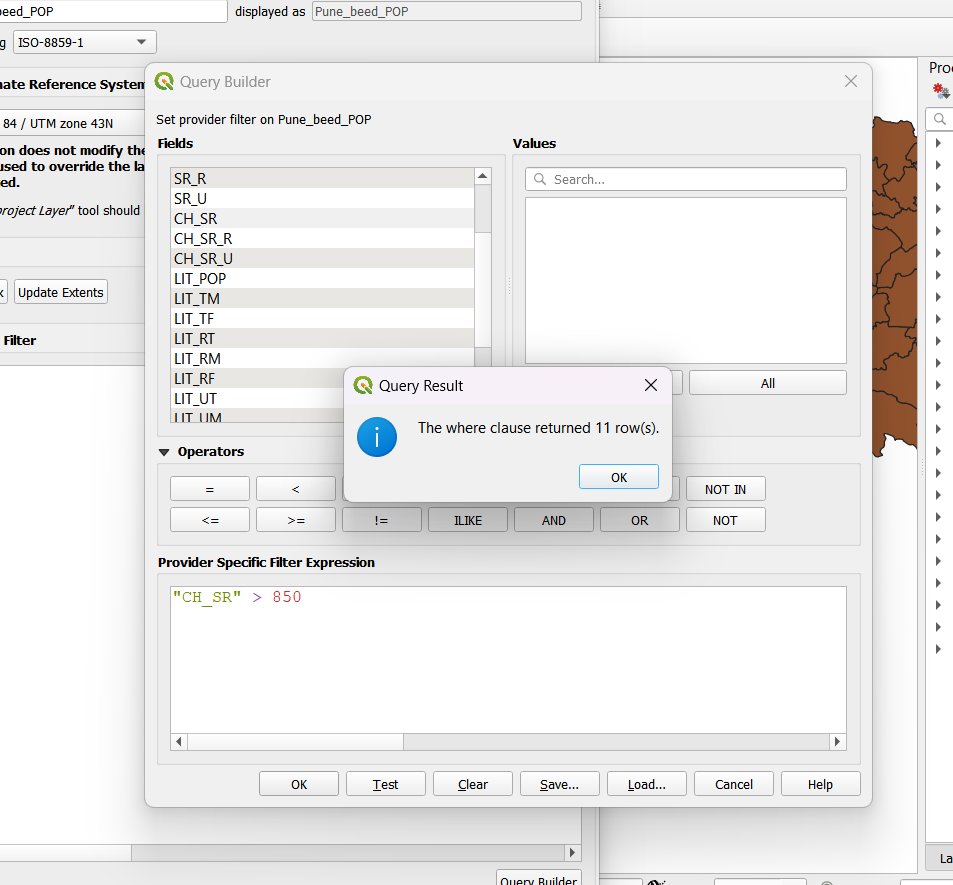 beed_POP displayed as Pune_beed_POP
ISO-8859-1
nate Reference System
84 / UTM zone 43N
on does not modify the
used to override the la
ed.
roject Layer" tool should
x Update Extents
Filter
Query Builder
Set provider filter on Pune_beed_POP
Fields
SR_R
SR_U
CH_SR
CH_SR_R
CH_SR_U
LIT_POP
LIT_TM
LIT_TF
LIT_RT
LIT_RM
LIT_RF
LIT_UT
LIT_UM
Values
Search...
All
Query Result
The where clause returned 11 row(s).
OK
Operators
= < NOT IN
<= >= != ILIKE AND OR NOT
Provider Specific Filter Expression
"CH_SR" > 850
OK Test Clear Save... Load... Cancel Help
Query Builder
Proc
La